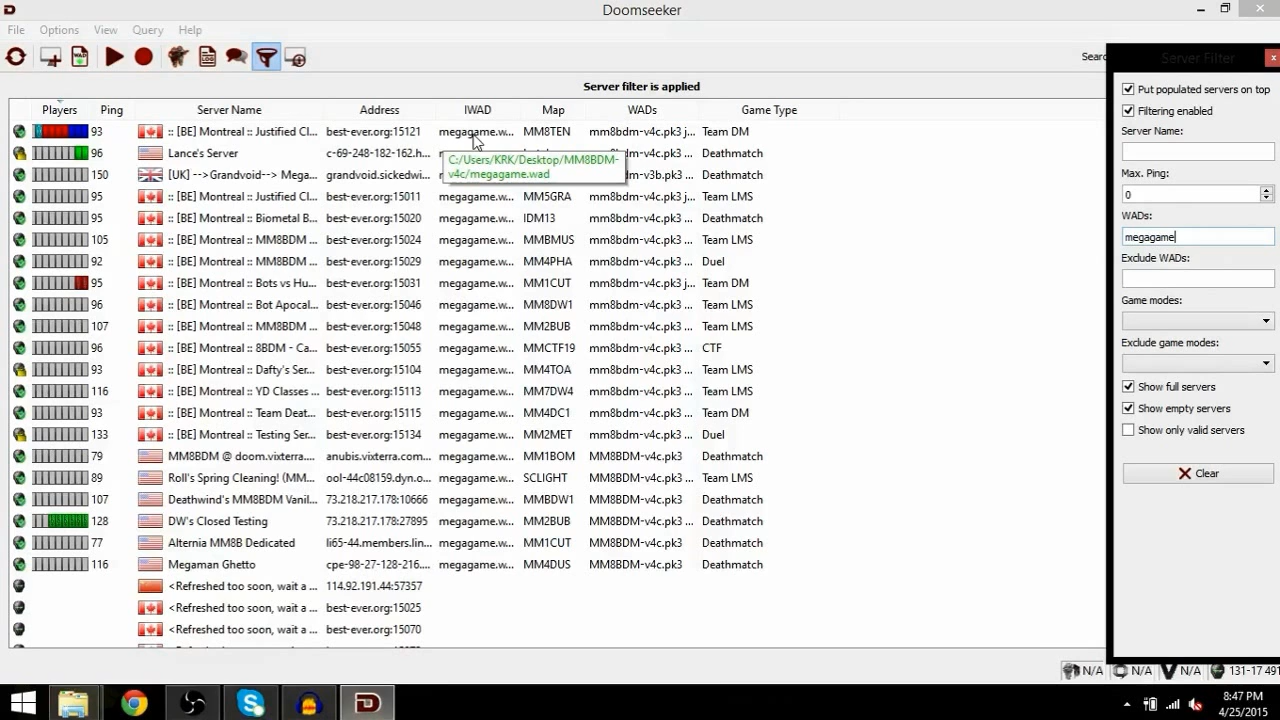 Doomseeker
File Options View Query Help
Searc
Server filter is applied
Players Ping Server Name Address IWAD Map WADs Game Type
93 :: [BE] Montreal :: Justified Cl... best-ever.org:15121 megagame.w... MM8TEN mm8bdm-v4c.pk3 j... Team DM
96 Lance's Server c-69-248-182-162.h... Deathmatch
150 [UK] -->Grandvoid--> Mega... grandvoid.sickedwi... m-v3b.pk3 ... Deathmatch
C:/Users/KRK/Desktop/MM8BDM-
v4c/megagame.wad
95 :: [BE] Montreal :: Justified Cl... best-ever.org:15011 megagame.w... MM5GRA mm8bdm-v4c.pk3 j... Team LMS
95 :: [BE] Montreal :: Biometal B... best-ever.org:15020 megagame.w... IDM13 mm8bdm-v4c.pk3 ... Deathmatch
105 :: [BE] Montreal :: MM8BDM ... best-ever.org:15024 megagame.w... MMBMUS mm8bdm-v4c.pk3 ... Team LMS
92 :: [BE] Montreal :: MM8BDM ... best-ever.org:15029 megagame.w... MM4PHA mm8bdm-v4c.pk3 ... Duel
95 :: [BE] Montreal :: Bots vs Hu... best-ever.org:15031 megagame.w... MM1CUT mm8bdm-v4c.pk3 j... Deathmatch
96 :: [BE] Montreal :: Bot Apocal... best-ever.org:15046 megagame.w... MM8DW1 mm8bdm-v4c.pk3 ... Team LMS
107 :: [BE] Montreal :: MM8BDM ... best-ever.org:15048 megagame.w... MM2BUB mm8bdm-v4c.pk3 ... Team LMS
96 :: [BE] Montreal :: 8BDM - Ca... best-ever.org:15055 megagame.w... MMCTF19 mm8bdm-v4c.pk3 ... CTF
93 :: [BE] Montreal :: Dafty's Ser... best-ever.org:15104 megagame.w... MM4TOA mm8bdm-v4c.pk3 ... Team LMS
116 :: [BE] Montreal :: YD Classes ... best-ever.org:15113 megagame.w... MM7DW4 mm8bdm-v4c.pk3 ... Team LMS
93 :: [BE] Montreal :: Team Deat... best-ever.org:15115 megagame.w... MM4DC1 mm8bdm-v4c.pk3 ... Team DM
133 :: [BE] Montreal :: Testing Ser... best-ever.org:15134 megagame.w... MM2MET mm8bdm-v4c.pk3 ... Duel
79 MM8BDM @ doom.vixterra.... anubis.vixterra.com... megagame.w... MM1BOM mm8bdm-v4c.pk3 ... Deathmatch
89 Roll's Spring Cleaning! (MM... ool-44c08159.dyn.o... megagame.w... SCLIGHT mm8bdm-v4c.pk3 ... Team LMS
107 Deathwind's MM8BDM Vanil... 73.218.217.178:10666 megagame.w... MMBDW1 MM8BDM-v4c.pk3 Deathmatch
128 DW's Closed Testing 73.218.217.178:27895 megagame.w... MM2BUB MM8BDM-v4c.pk3 Deathmatch
77 Alternia MM8B Dedicated li65-44.members.lin... megagame.w... MM1CUT MM8BDM-v4c.pk3 Deathmatch
116 Megaman Ghetto cpe-98-27-128-216.... megagame.w... MM4DUS MM8BDM-v4c.pk3 Deathmatch
<Refreshed too soon, wait a ... 114.92.191.44:57357
<Refreshed too soon, wait a ... best-ever.org:15025
<Refreshed too soon, wait a ... best-ever.org:15070
Server Filter
Put populated servers on top
Filtering enabled
Server Name:
Max. Ping:
0
WADs:
megagame
Exclude WADs:
Game modes:
Exclude game modes:
Show full servers
Show empty servers
Show only valid servers
Clear
N/A N/A N/A 131-17 491
8:47 PM
4/25/2015